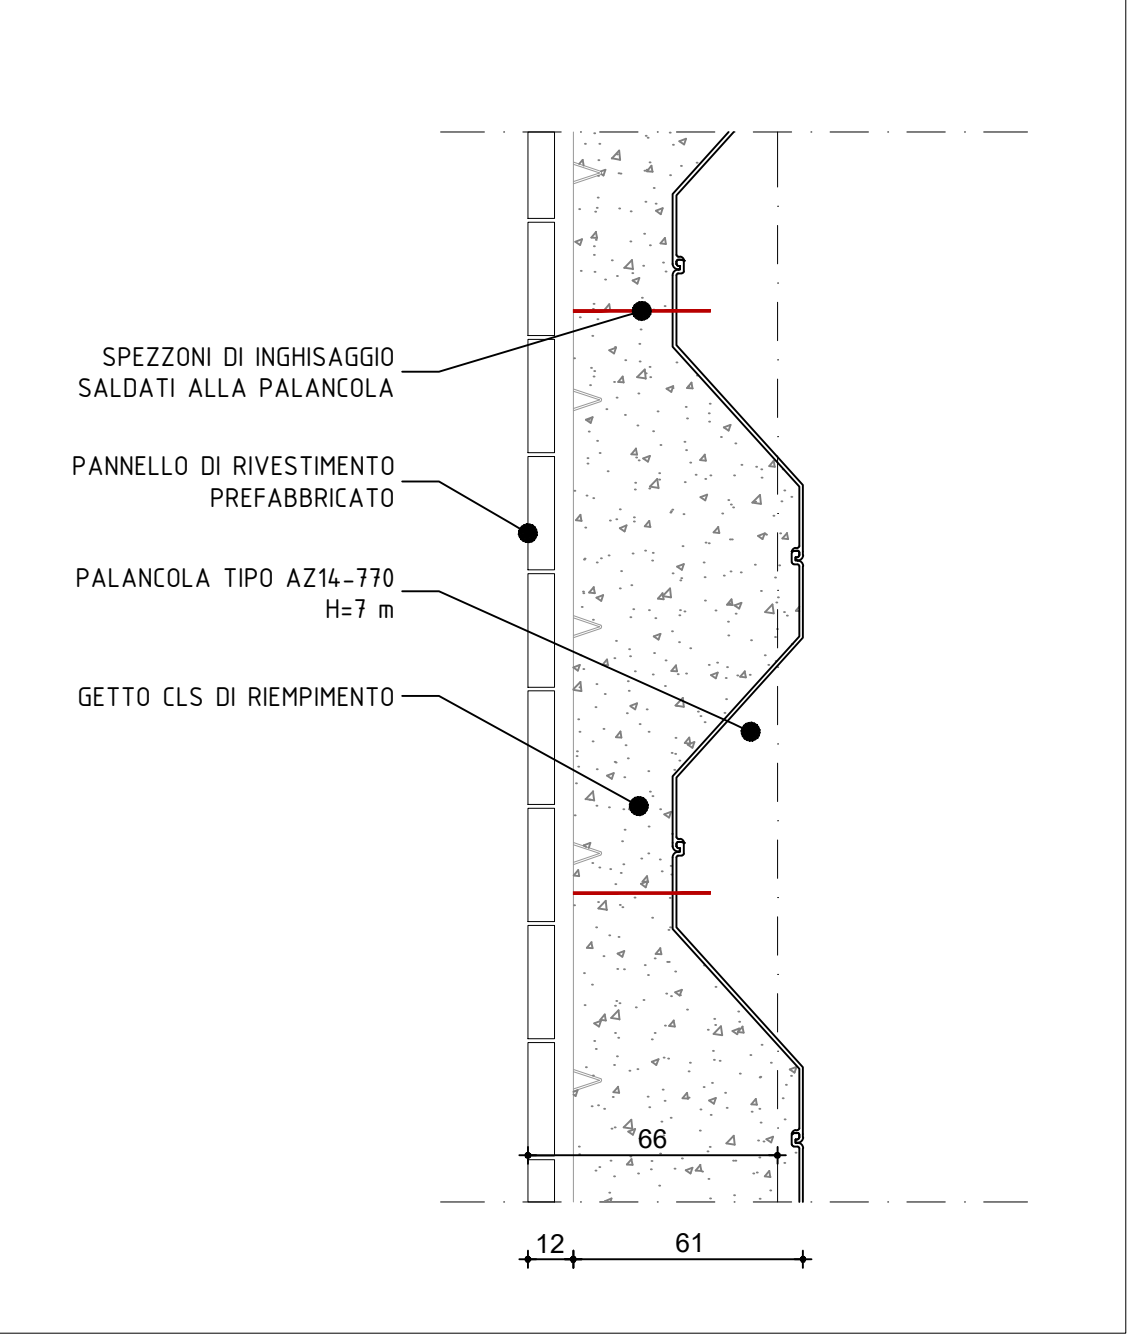 SPEZZONI DI INGHISAGGIO
SALDATI ALLA PALANCOLA
PANNELLO DI RIVESTIMENTO
PREFABBRICATO
PALANCOLA TIPO AZ14-770
H=7 m
GETTO CLS DI RIEMPIMENTO
66
12
61